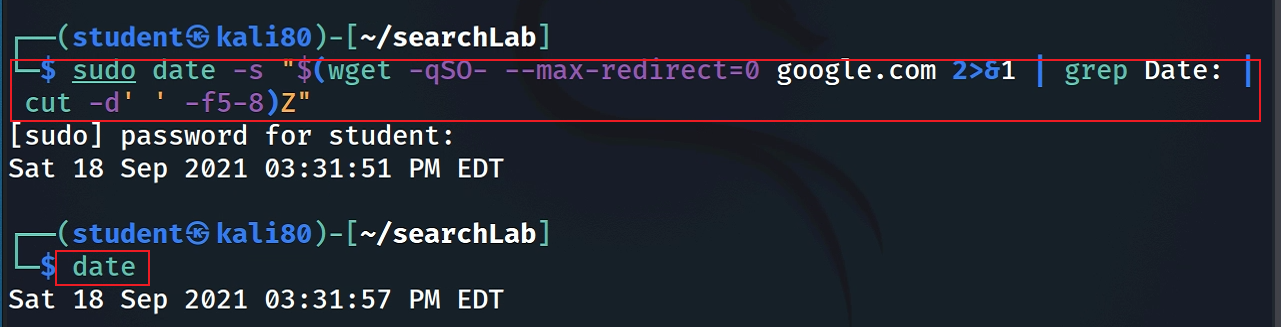 ┌──(student㉿kali80)-[~/searchLab]
└─$ sudo date -s "$(wget -qSO- --max-redirect=0 google.com 2>&1 | grep Date: |
cut -d' ' -f5-8)Z"
[sudo] password for student:
Sat 18 Sep 2021 03:31:51 PM EDT
┌──(student㉿kali80)-[~/searchLab]
└─$ date
Sat 18 Sep 2021 03:31:57 PM EDT